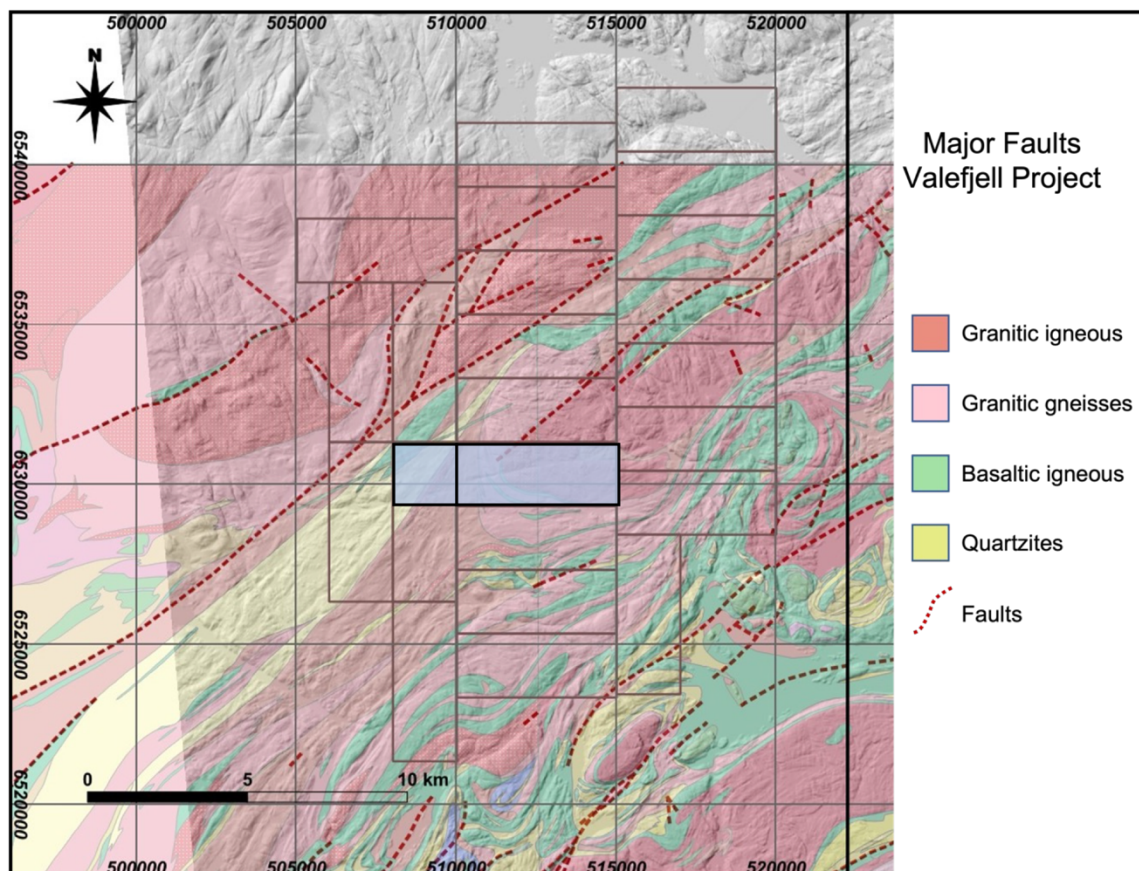 500000 505000 510000 515000 520000
N
6540000
6535000
6530000
6525000
6520000
0 5 10 km
500000 505000 510000 515000 520000
Major Faults
Valefjell Project
Granitic igneous
Granitic gneisses
Basaltic igneous
Quartzites
Faults